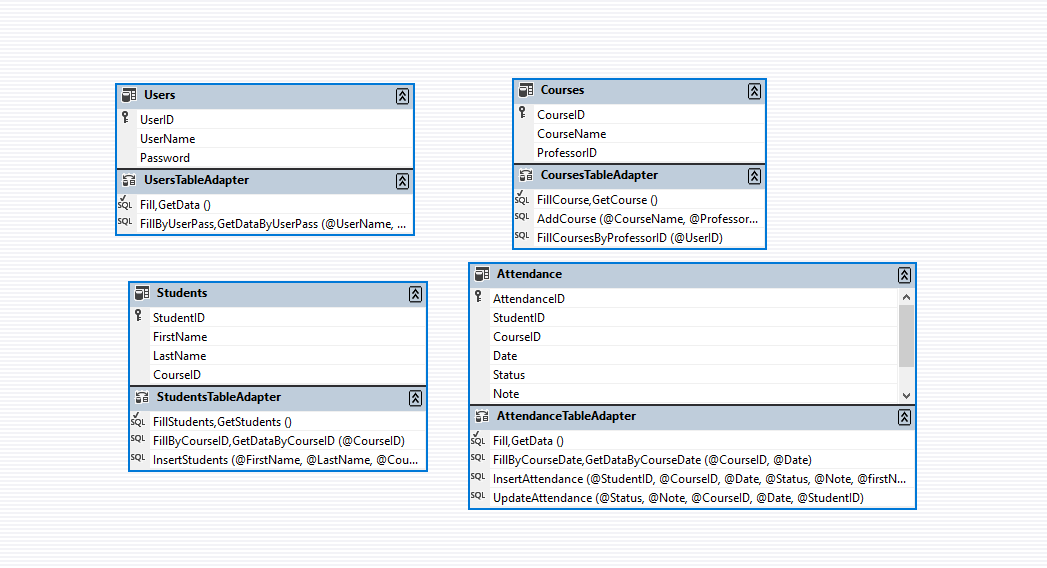 Users
UserID
UserName
Password
UsersTableAdapter
SQL Fill,GetData ()
SQL FillByUserPass,GetDataByUserPass (@UserName, ...
Courses
CourseID
CourseName
ProfessorID
CoursesTableAdapter
SQL FillCourse,GetCourse ()
SQL AddCourse (@CourseName, @Professor...
SQL FillCoursesByProfessorID (@UserID)
Students
StudentID
FirstName
LastName
CourseID
StudentsTableAdapter
SQL FillStudents,GetStudents ()
SQL FillByCourseID,GetDataByCourseID (@CourseID)
SQL InsertStudents (@FirstName, @LastName, @Cou...
Attendance
AttendanceID
StudentID
CourseID
Date
Status
Note
AttendanceTableAdapter
SQL Fill,GetData ()
SQL FillByCourseDate,GetDataByCourseDate (@CourseID, @Date)
SQL InsertAttendance (@StudentID, @CourseID, @Date, @Status, @Note, @firstN...
SQL UpdateAttendance (@Status, @Note, @CourseID, @Date, @StudentID)